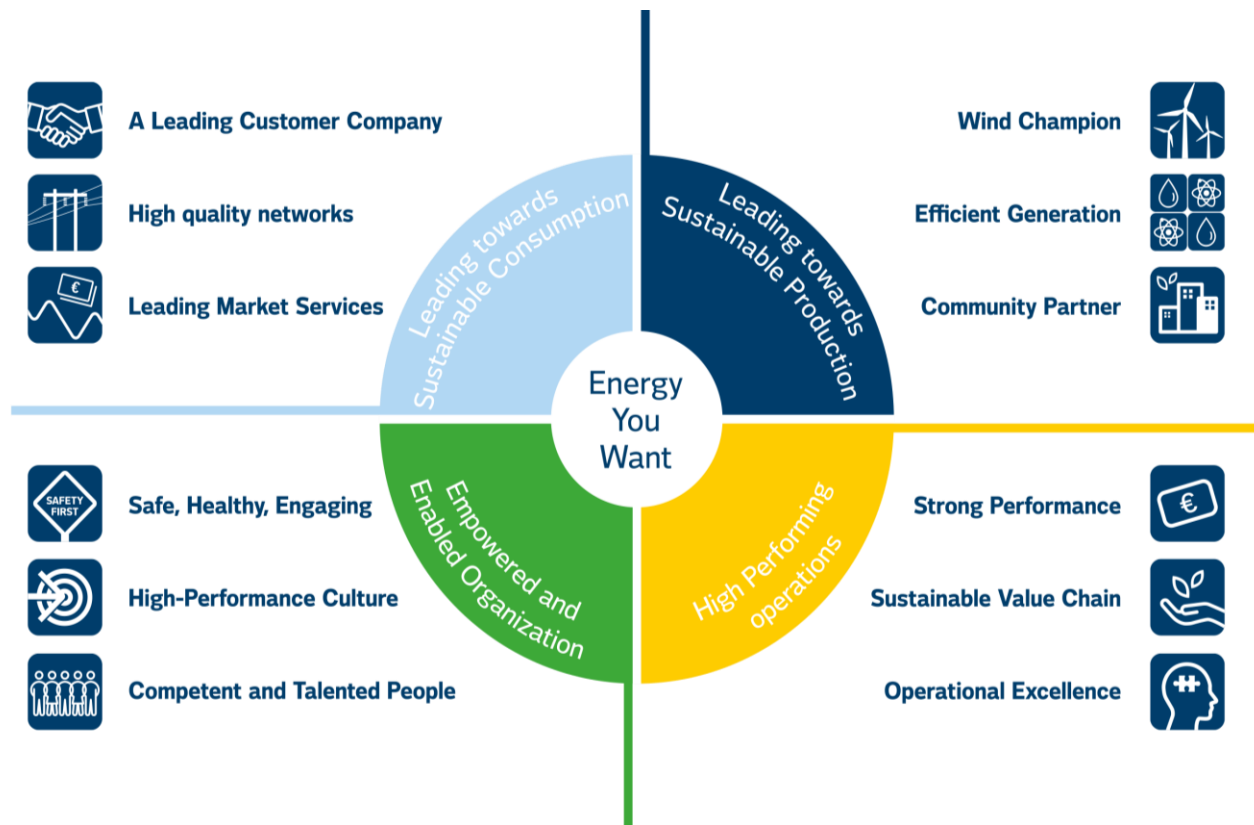 A Leading Customer Company
High quality networks
€
Leading Market Services
Leading towards
Sustainable Consumption
Leading towards
Sustainable Production
Wind Champion
Efficient Generation
Community Partner
Energy
You
Want
SAFETY
FIRST
Safe, Healthy, Engaging
High-Performance Culture
Competent and Talented People
Empowered and
Enabled Organization
High Performing
operations
Strong Performance
€
Sustainable Value Chain
Operational Excellence